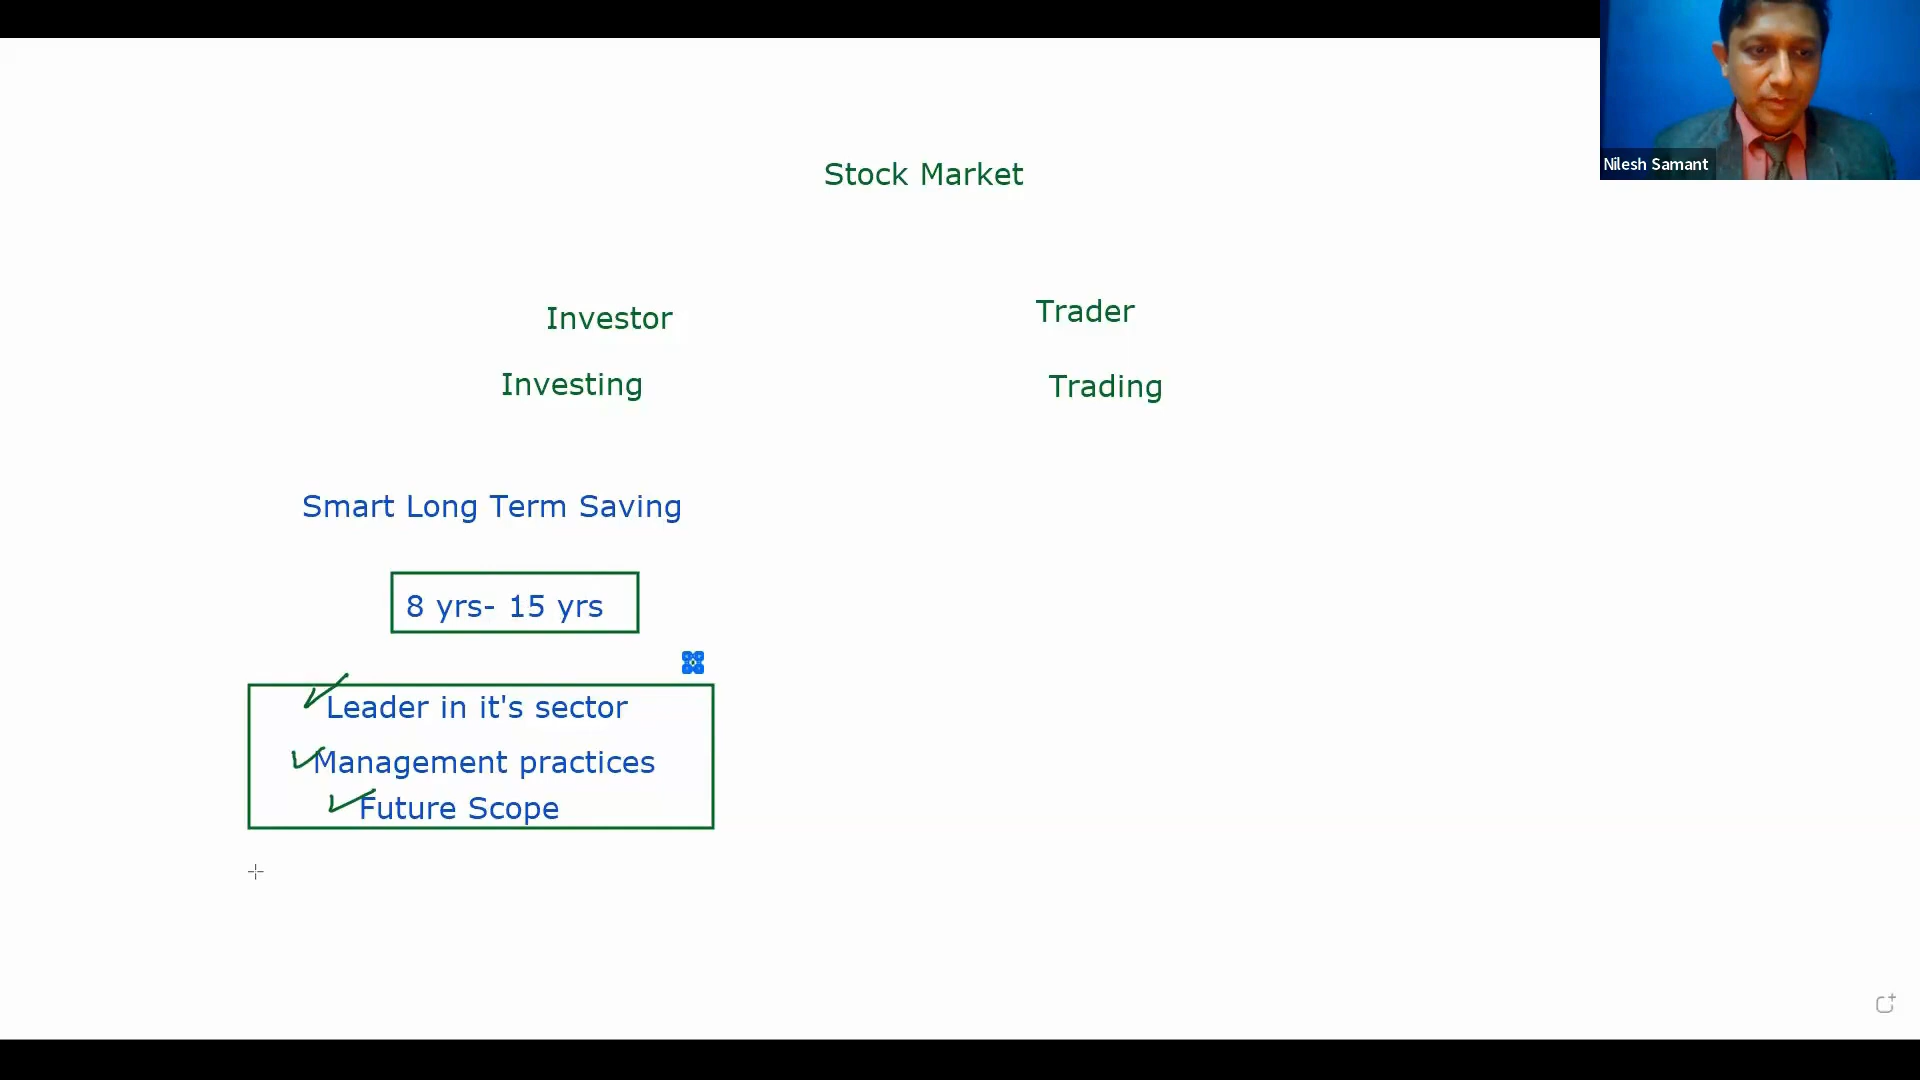 Nilesh Samant
Stock Market
Investor
Trader
Investing
Trading
Smart Long Term Saving
8 yrs- 15 yrs
Leader in it's sector
Management practices
Future Scope